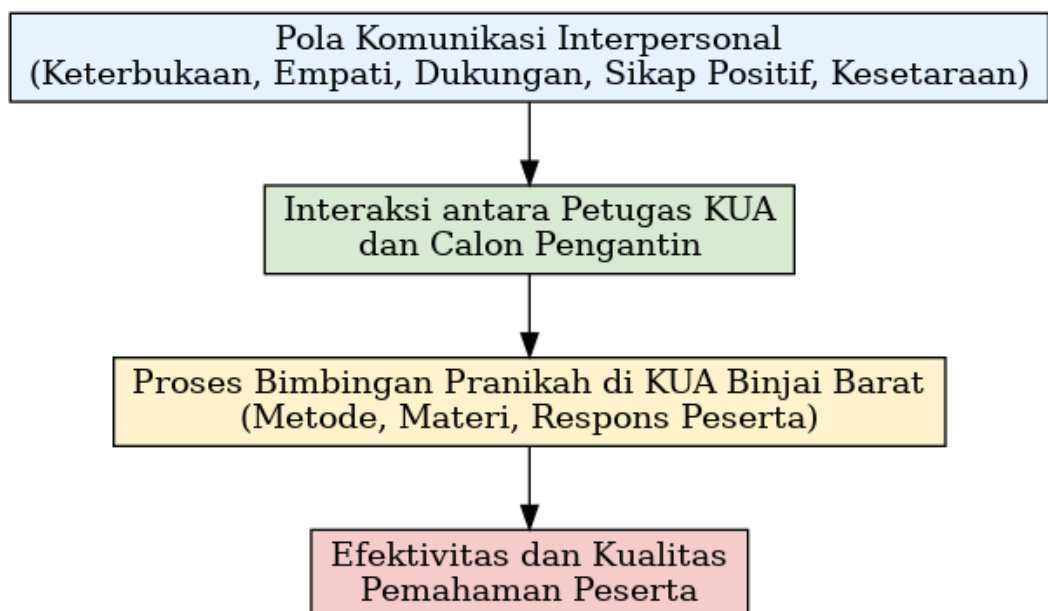 Pola Komunikasi Interpersonal
(Keterbukaan, Empati, Dukungan, Sikap Positif, Kesetaraan)
Interaksi antara Petugas KUA
dan Calon Pengantin
Proses Bimbingan Pranikah di KUA Binjai Barat
(Metode, Materi, Respons Peserta)
Efektivitas dan Kualitas
Pemahaman Peserta